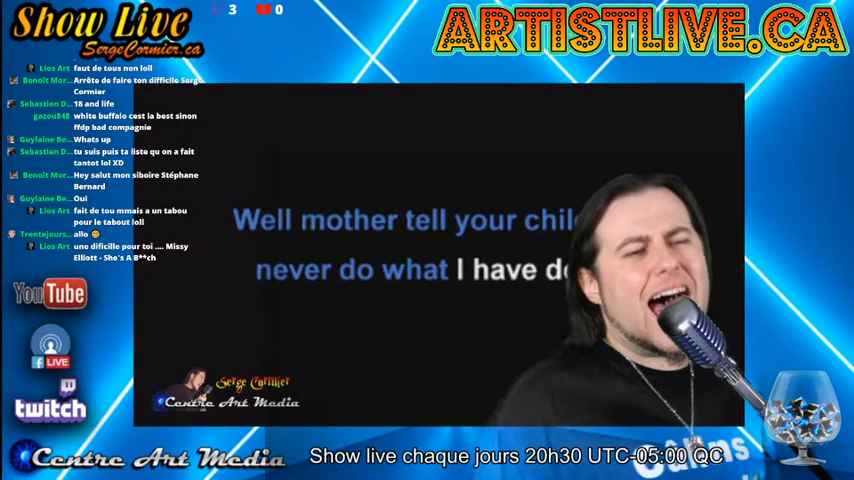 Show Live
SergeCormier.ca
3
0
ARTISTLIVE.CA
Lios Art faut de tous non loll
Benoît Mor... Arrête de faire ton difficile Serge
Cormier
Sebastien D... 18 and life
gazou848 white buffalo cest la best sinon
ffdp bad compagnie
Guylaine Be... Whats up
Sebastien D... tu suis puis ta liste qu on a fait
tantot lol XD
Benoît Mor... Hey salut mon siboire Stéphane
Bernard
Guylaine Be... Oui
Lios Art fait de tou mmais a un tabou
pour le tabout loll
Trentejours... allo
Lios Art une dificille pour toi .... Missy
Elliott - She's A B**ch
Well mother tell your chil
never do what I have do
YouTube
LIVE
twitch
Serge Cormier
Centre Art Media
Câlins
Centre Art Media
Show live chaque jours 20h30 UTC-05:00 QC